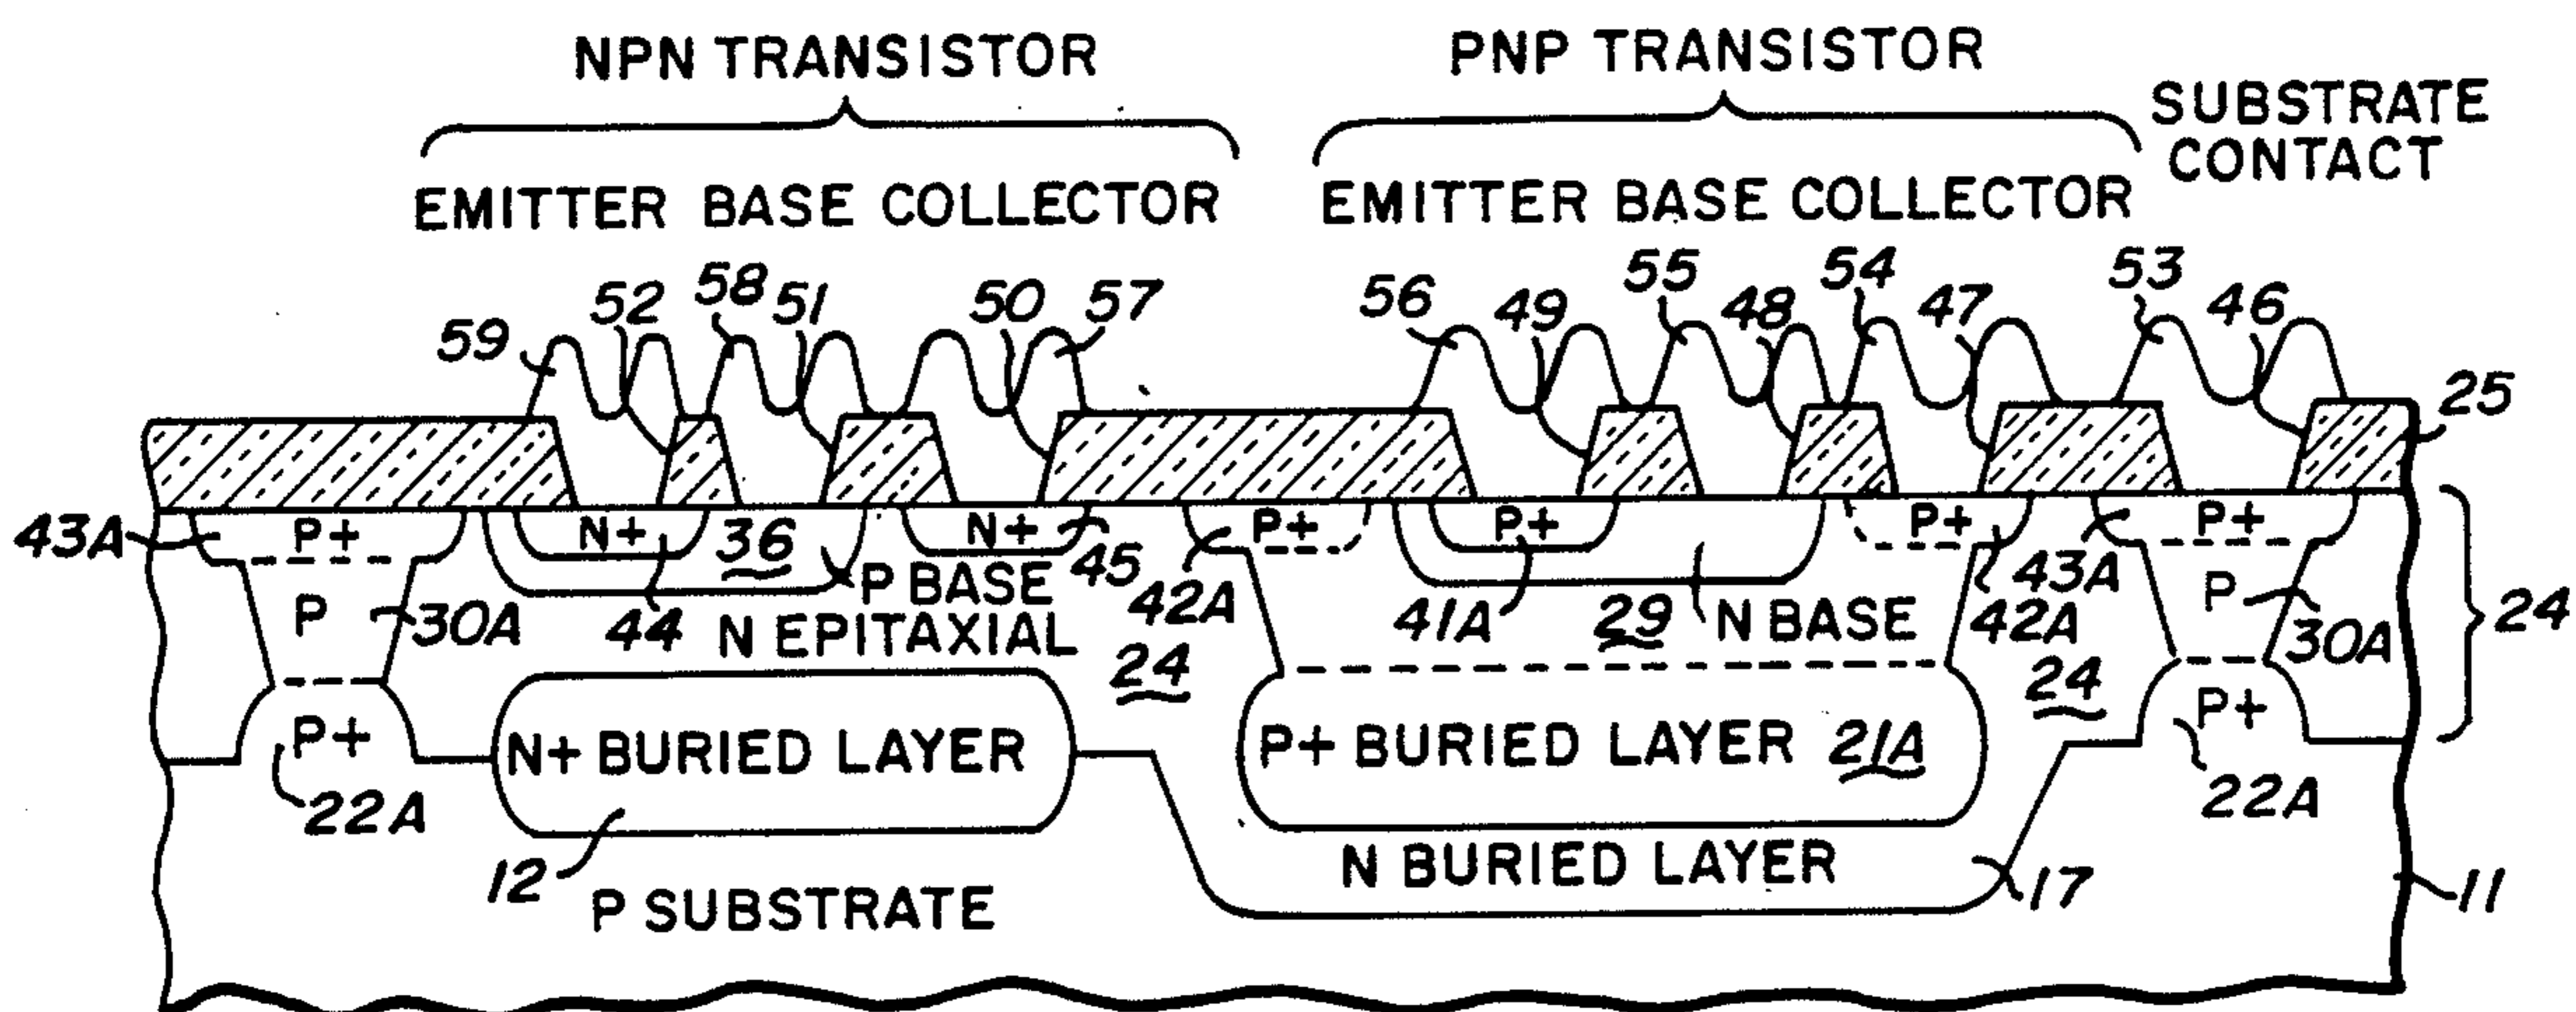 NPN TRANSISTOR
PNP TRANSISTOR
SUBSTRATE
CONTACT
EMITTER BASE COLLECTOR
EMITTER BASE COLLECTOR
59
52
58
51
50
57
56
49
55
48
54
47
53
46
25
43A
P+
N+
36
N+
45
P+
42A
P+
P+
43A
P+
P
30A
44
P BASE
N EPITAXIAL
24
41A
29
N BASE
42A
24
P
30A
24
P+
22A
N+ BURIED LAYER
P+ BURIED LAYER 21A
P+
22A
12
P SUBSTRATE
N BURIED LAYER
17
11